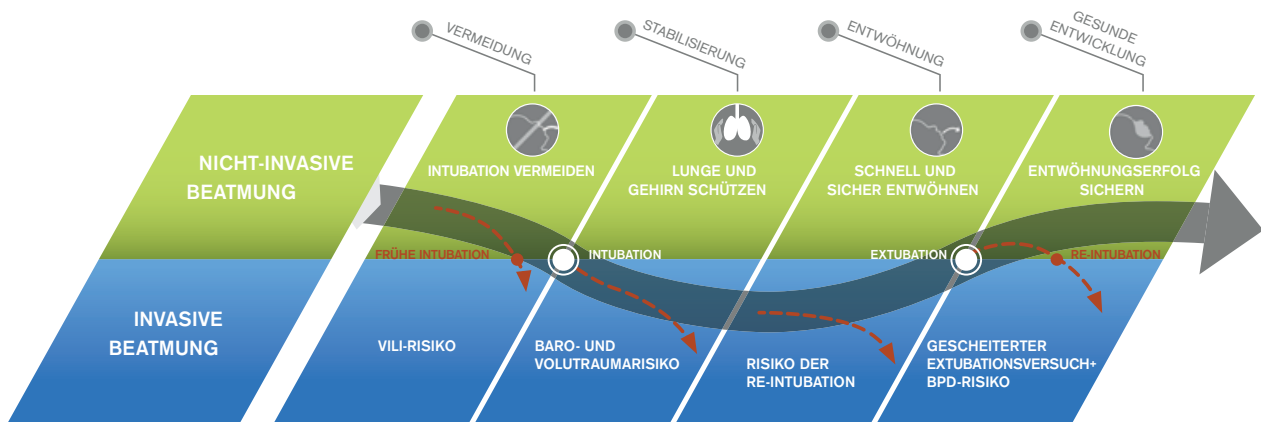 VERMEIDUNG
STABILISIERUNG
ENTWÖHNUNG
GESUNDE
ENTWICKLUNG
NICHT-INVASIVE
BEATMUNG
INTUBATION VERMEIDEN
LUNGE UND
GEHIRN SCHÜTZEN
SCHNELL UND
SICHER ENTWÖHNEN
ENTWÖHNUNGSERFOLG
SICHERN
FRÜHE INTUBATION
INTUBATION
EXTUBATION
RE-INTUBATION
INVASIVE
BEATMUNG
VILI-RISIKO
BARO- UND
VOLUTRAUMARISIKO
RISIKO DER
RE-INTUBATION
GESCHEITERTER
EXTUBATIONSVERSUCH+
BPD-RISIKO